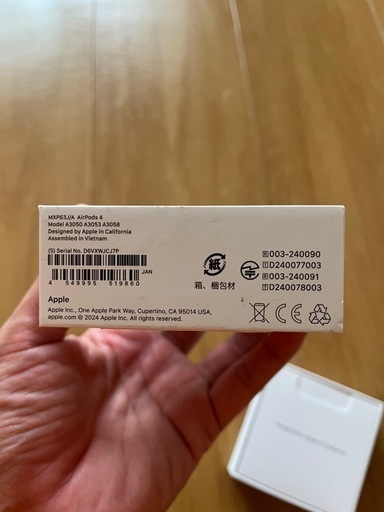 MXP63J/A AirPods 4
Model A3050 A3053 A3058
Designed by Apple in California
Assembled in Vietnam
(S) Serial No. D6VXWJCJ7P
JAN
4 549995 519860
紙
箱、梱包材
R 003-240090
T D240077003
R 003-240091
T D240078003
Apple
Apple Inc., One Apple Park Way, Cupertino, CA 95014 USA,
apple.com © 2024 Apple Inc. All rights reserved.
CE